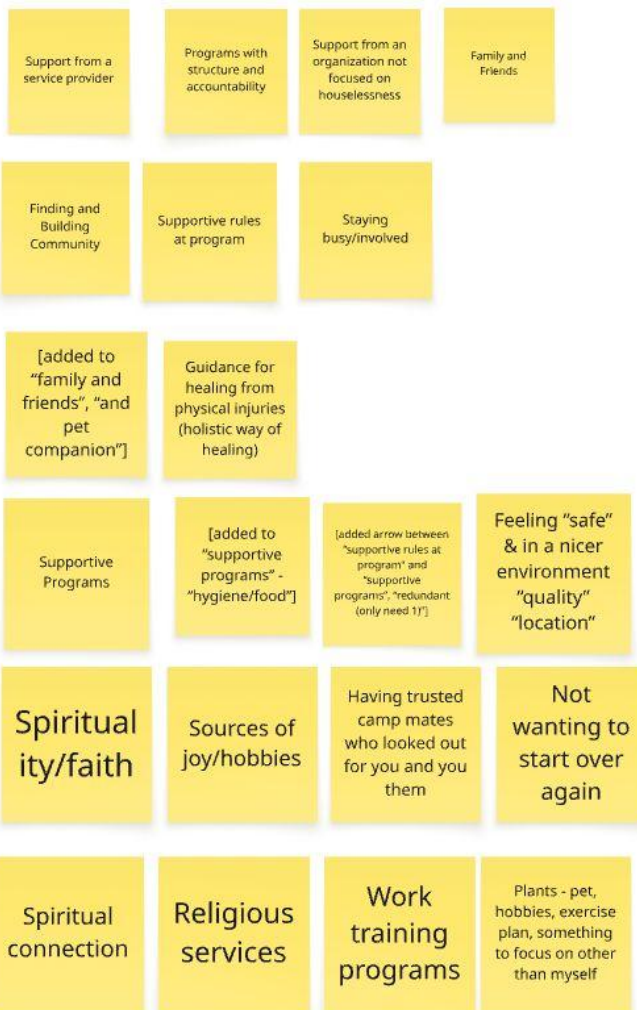 Support from a
service provider
Programs with
structure and
accountability
Support from an
organization not
focused on
houselessness
Family and
Friends
Finding and
Building
Community
Supportive rules
at program
Staying
busy/involved
[added to
“family and
friends”, “and
pet
companion”]
Guidance for
healing from
physical injuries
(holistic way of
healing)
Supportive
Programs
[added to
“supportive
programs” -
“hygiene/food”]
[added arrow between
“supportive rules at
program” and
“supportive
programs”, “redundant
(only need 1)”]
Feeling “safe”
& in a nicer
environment
“quality”
“location”
Spiritual
ity/faith
Sources of
joy/hobbies
Having trusted
camp mates
who looked out
for you and you
them
Not
wanting to
start over
again
Spiritual
connection
Religious
services
Work
training
programs
Plants - pet,
hobbies, exercise
plan, something
to focus on other
than myself